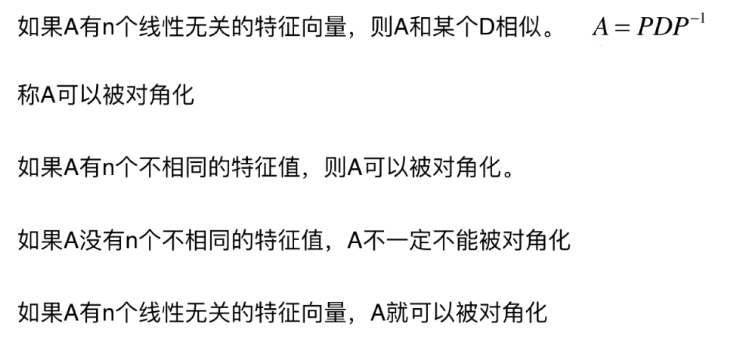 如果A有n个线性无关的特征向量，则A和某个D相似。 A = PDP⁻¹
称A可以被对角化
如果A有n个不相同的特征值，则A可以被对角化。
如果A没有n个不相同的特征值，A不一定不能被对角化
如果A有n个线性无关的特征向量，A就可以被对角化